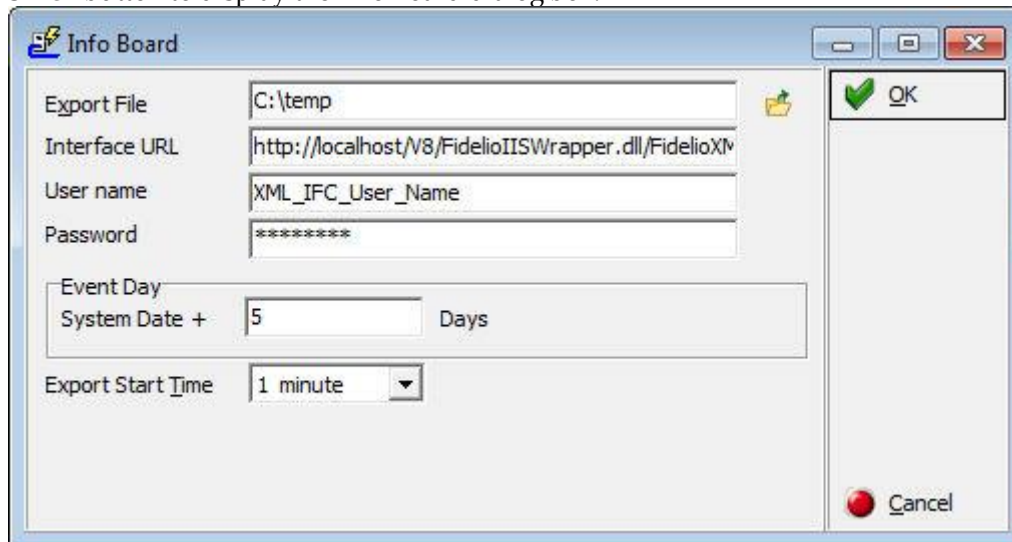 Info Board
Export File C:\temp
OK
Interface URL http://localhost/V8/FidelioIISWrapper.dll/FidelioXM
User name XML_IFC_User_Name
Password ********
Event Day
System Date + 5 Days
Export Start Time 1 minute
Cancel